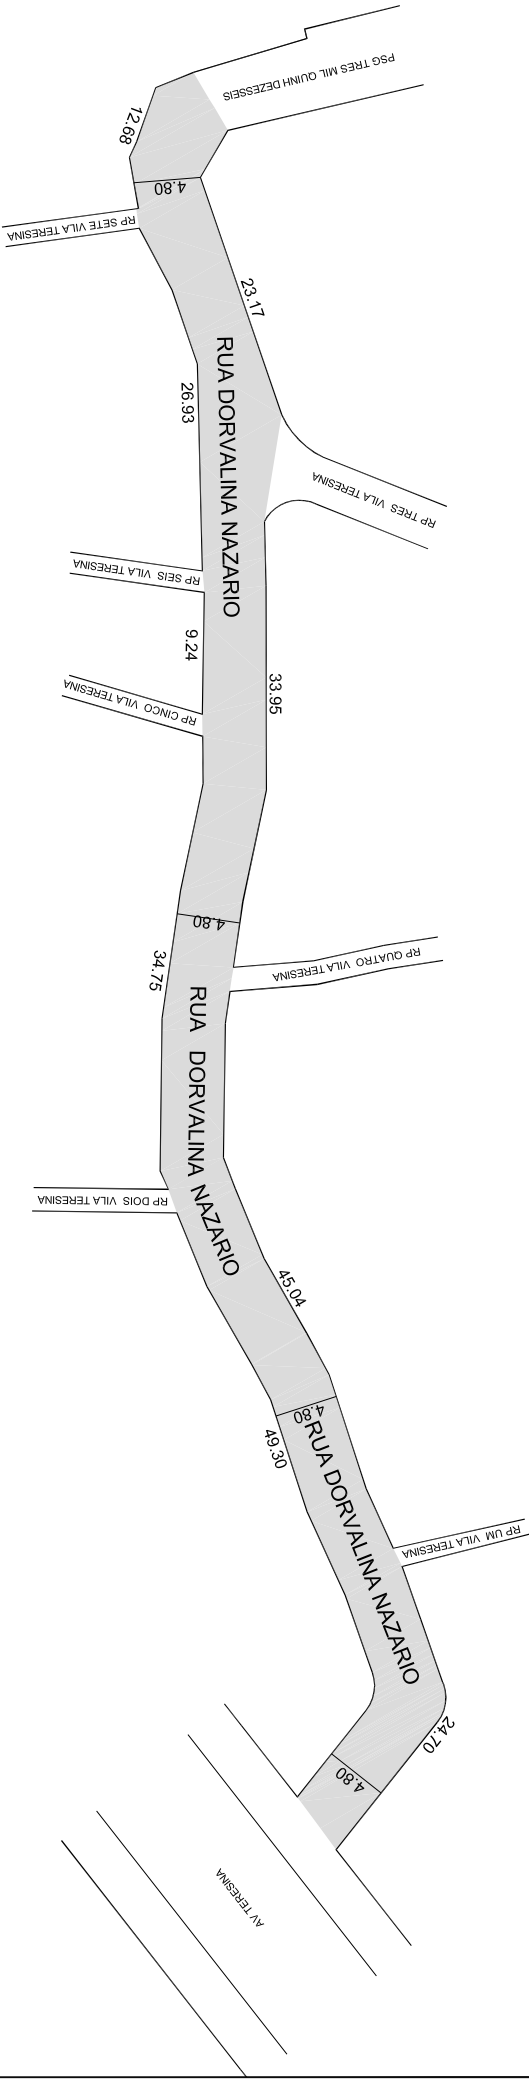 PSG TRES MIL QUINH DEZESSEIS
12.68
4.80
RP SETE VILA TERESINA
23.17
RUA DORVALINA NAZARIO
26.93
RP TRES VILA TERESINA
RP SEIS VILA TERESINA
9.24
33.95
RP CINCO VILA TERESINA
4.80
34.75
RP QUATRO VILA TERESINA
RUA DORVALINA NAZARIO
RP DOIS VILA TERESINA
45.04
4.80
49.30
RUA DORVALINA NAZARIO
RP UM VILA TERESINA
24.70
4.80
AV TERESINA